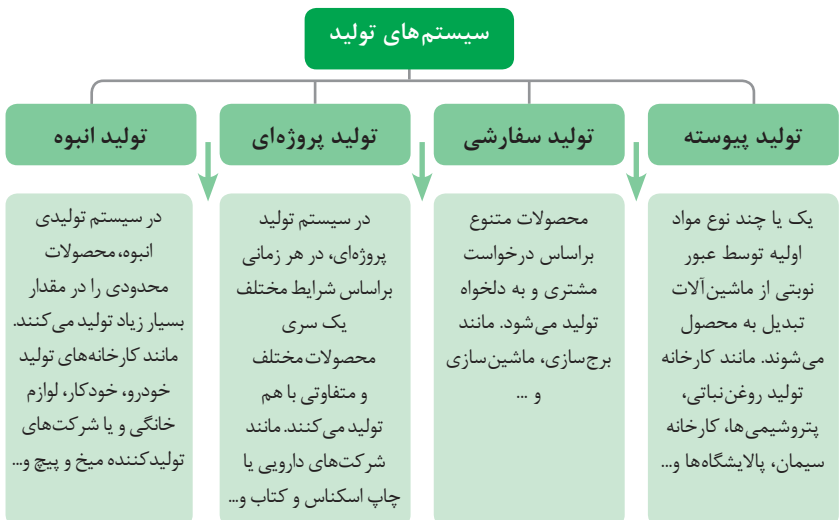 سیستم‌های تولید
تولید پیوسته
یک یا چند نوع مواد
اولیه توسط عبور
نوبتی از ماشین‌آلات
تبدیل به محصول
می‌شوند. مانند کارخانه
تولید روغن‌نباتی،
پتروشیمی‌ها، کارخانه
سیمان، پالایشگاه‌ها و...
تولید سفارشی
محصولات متنوع
براساس درخواست
مشتری و به دلخواه
تولید می‌شود. مانند
برج‌سازی، ماشین‌سازی
و ...
تولید پروژه‌ای
در سیستم تولید
پروژه‌ای، در هر زمانی
براساس شرایط مختلف
یک سری
محصولات مختلف
و متفاوتی با هم
تولید می‌کنند. مانند
شرکت‌های دارویی یا
چاپ اسکناس و کتاب و...
تولید انبوه
در سیستم تولیدی
انبوه، محصولات
محدودی را در مقدار
بسیار زیاد تولید می‌کنند.
مانند کارخانه‌های تولید
خودرو، خودکار، لوازم
خانگی و یا شرکت‌های
تولیدکننده میخ و پیچ و...